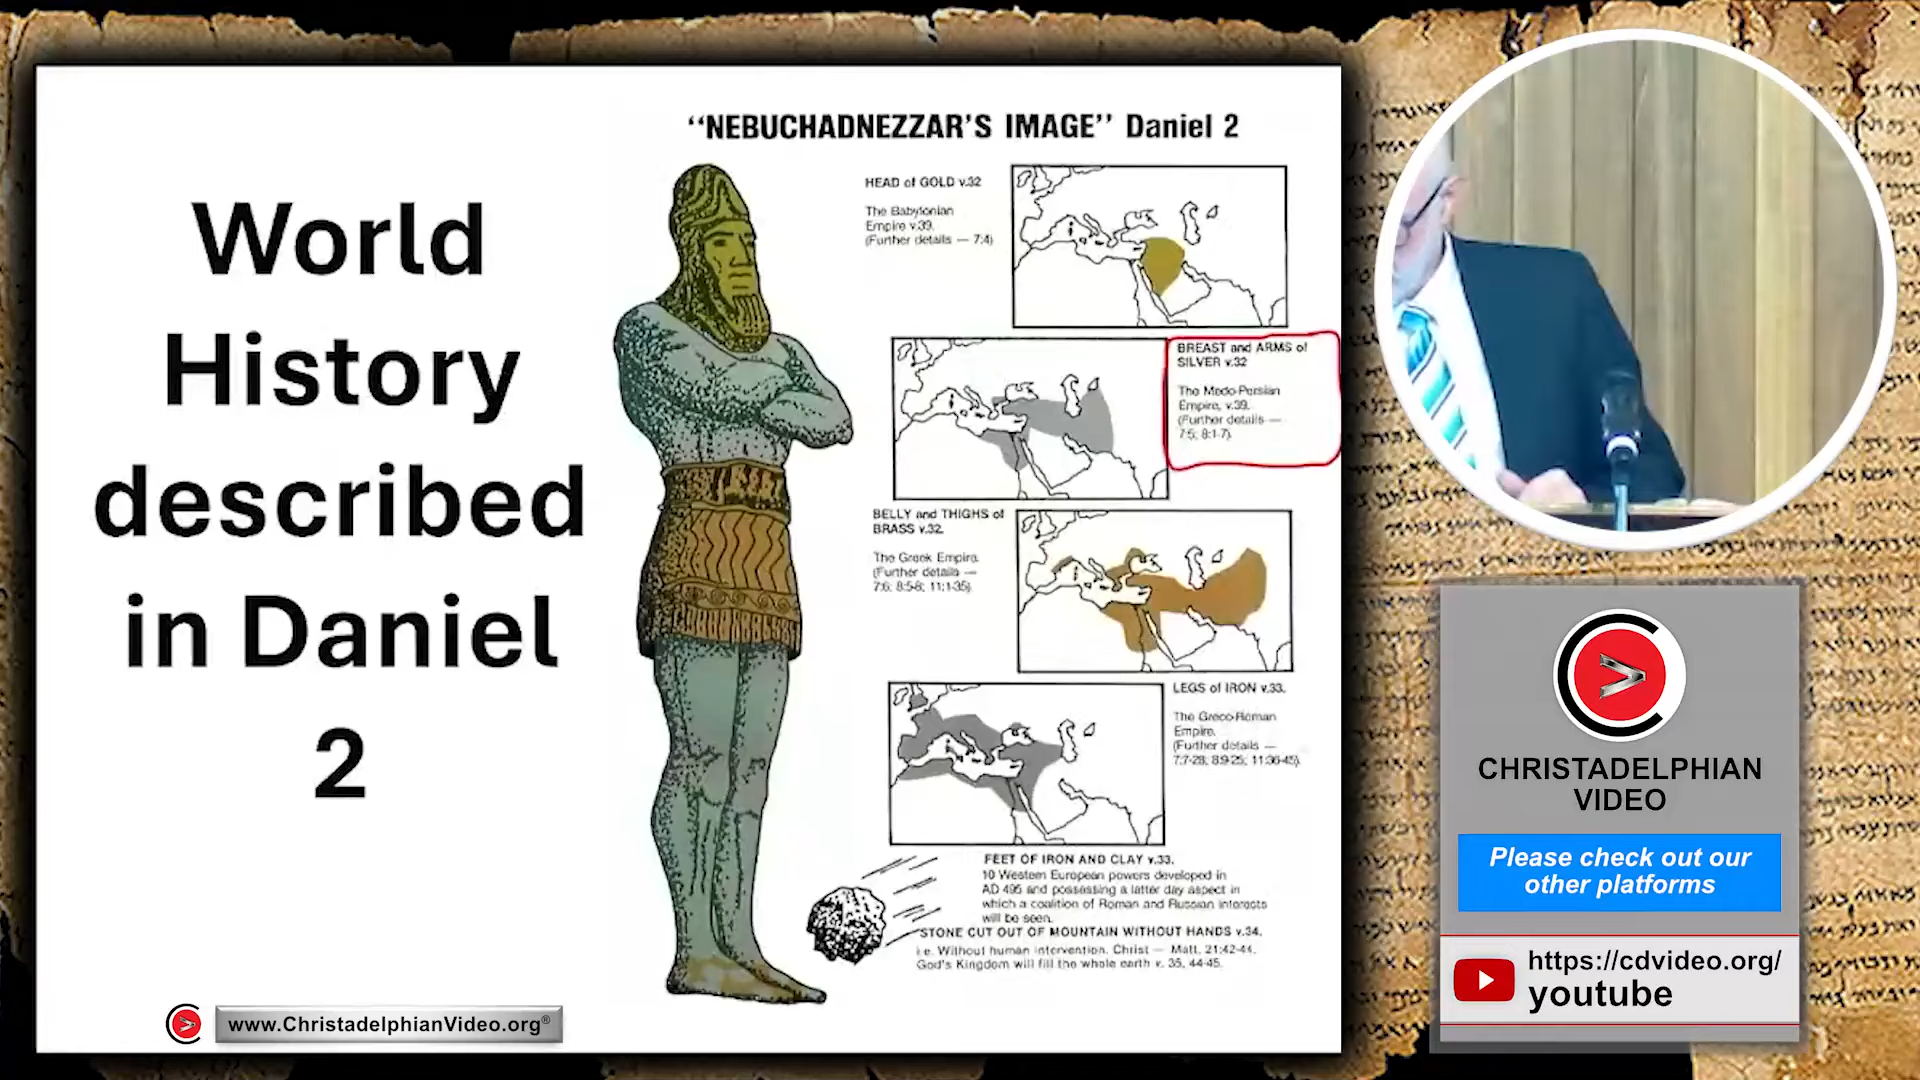 World
History
described
in Daniel
2
“NEBUCHADNEZZAR’S IMAGE” Daniel 2
HEAD of GOLD v.32
The Babylonian
Empire v.39.
(Further details — 7:4)
BREAST and ARMS of
SILVER v.32
The Medo-Persian
Empire, v.39.
(Further details —
7:5; 8:1-7).
BELLY and THIGHS of
BRASS v.32.
The Greek Empire.
(Further details —
7:6; 8:5-8; 11:1-35).
LEGS of IRON v.33.
The Greco-Roman
Empire.
(Further details —
7:7-28; 8:9-25; 11:36-45).
FEET OF IRON AND CLAY v.33.
10 Western European powers developed in
AD 495 and possessing a latter day aspect in
which a coalition of Roman and Russian interests
will be seen.
STONE CUT OUT OF MOUNTAIN WITHOUT HANDS v.34.
i.e. Without human intervention. Christ — Matt. 21:42-44.
God's Kingdom will fill the whole earth v. 35, 44-45.
www.ChristadelphianVideo.org®
CHRISTADELPHIAN
VIDEO
Please check out our
other platforms
https://cdvideo.org/
youtube